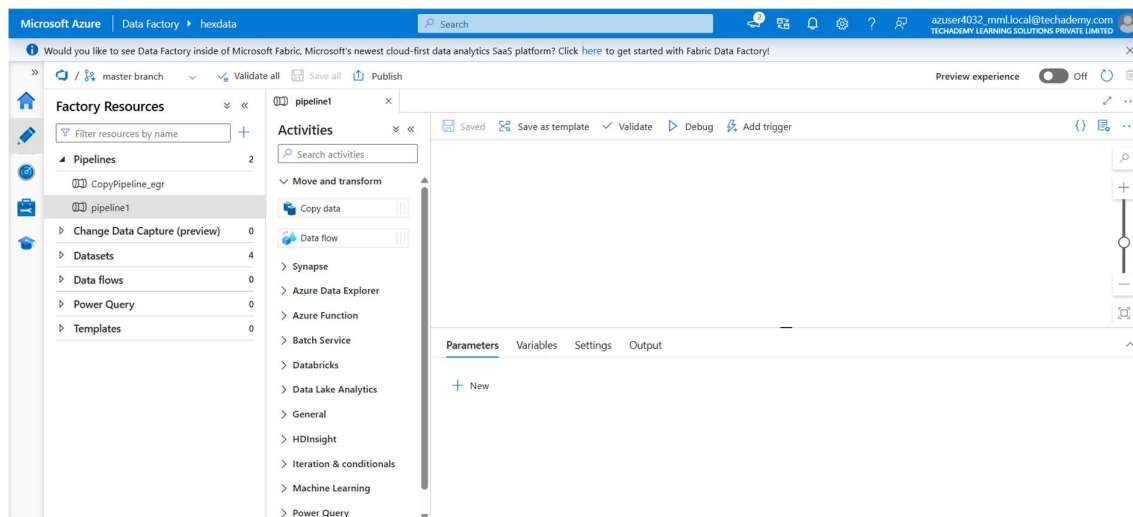 Microsoft Azure | Data Factory ▸ hexdata
Search
2
azuser4032_mml.local@techademy.com
TECHADEMY LEARNING SOLUTIONS PRIVATE LIMITED
Would you like to see Data Factory inside of Microsoft Fabric, Microsoft's newest cloud-first data analytics SaaS platform? Click here to get started with Fabric Data Factory!
/ master branch
Validate all
Save all
Publish
Preview experience
Off
Factory Resources
Filter resources by name
Pipelines 2
CopyPipeline_egr
pipeline1
Change Data Capture (preview) 0
Datasets 4
Data flows 0
Power Query 0
Templates 0
pipeline1
Activities
Search activities
Move and transform
Copy data
Data flow
Synapse
Azure Data Explorer
Azure Function
Batch Service
Databricks
Data Lake Analytics
General
HDInsight
Iteration & conditionals
Machine Learning
Power Query
Saved
Save as template
Validate
Debug
Add trigger
Parameters
Variables
Settings
Output
New